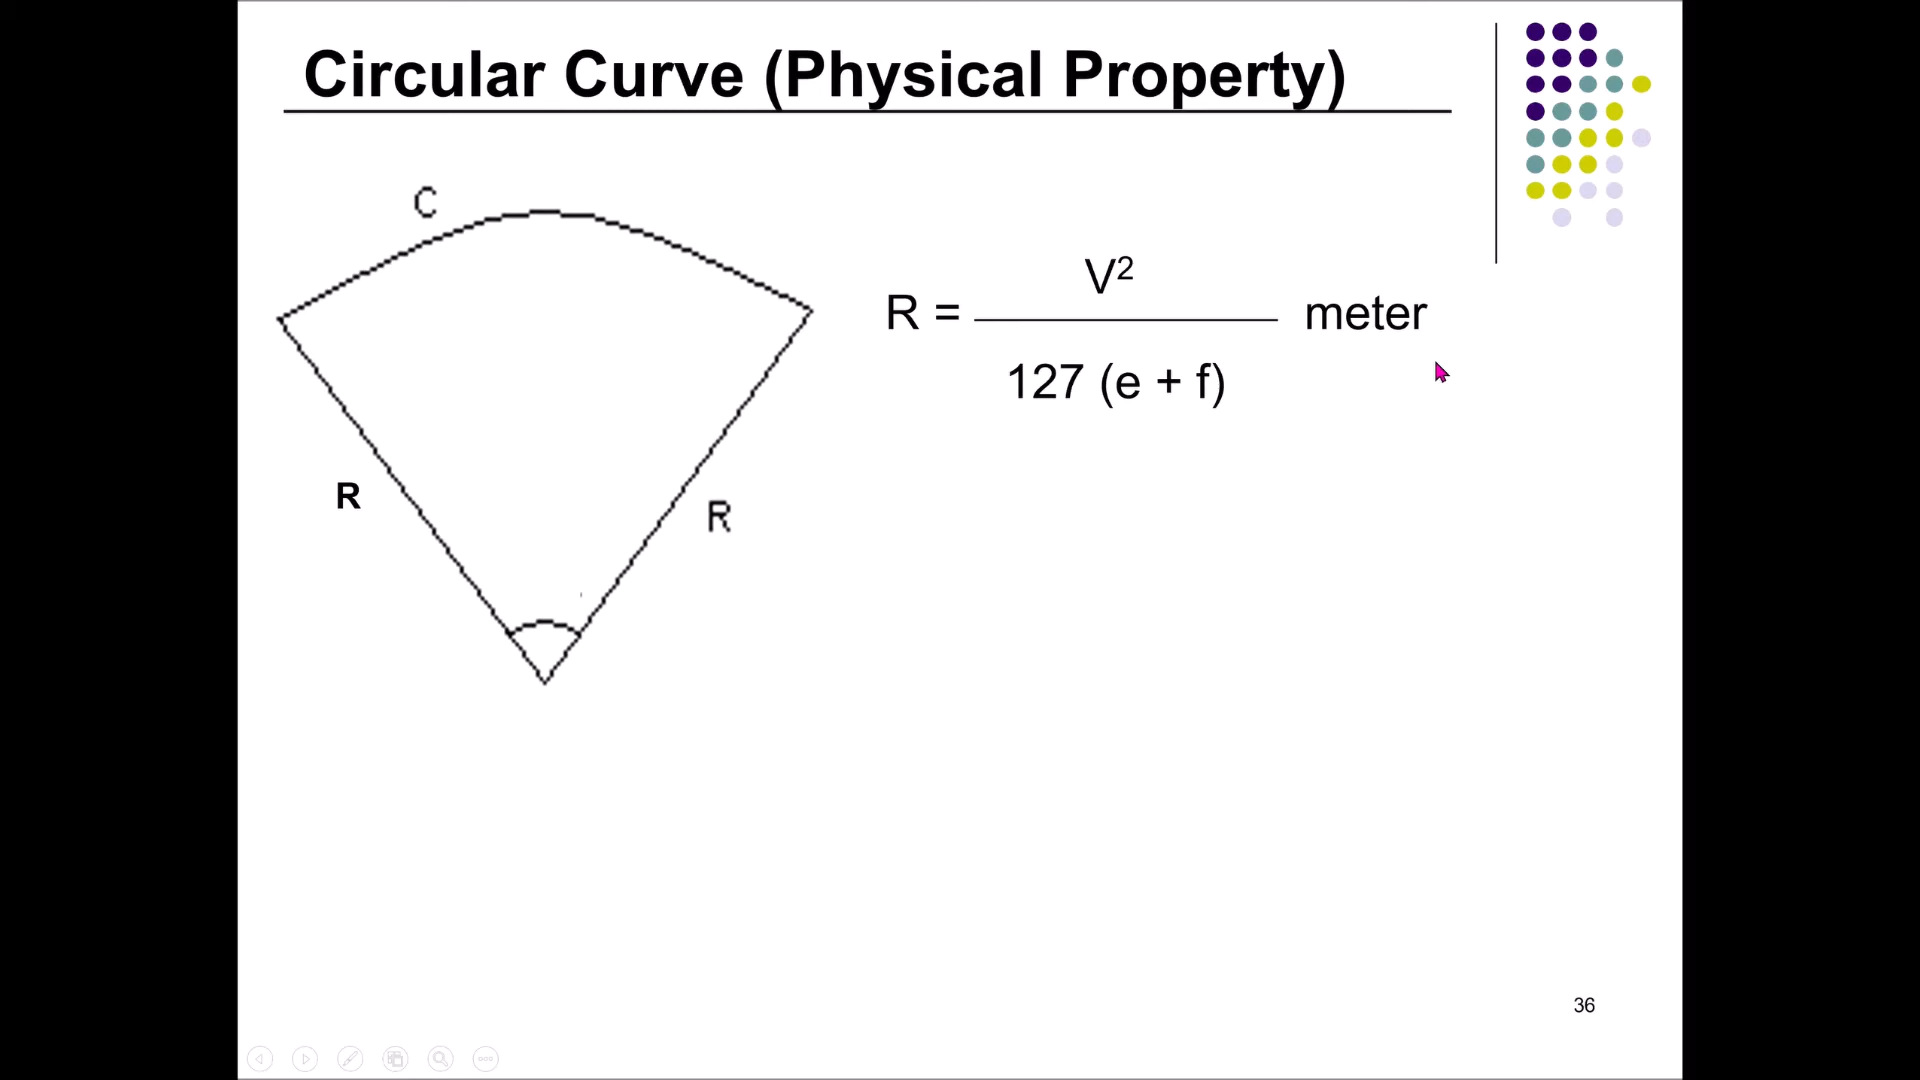 Circular Curve (Physical Property)
C
R
R
V²
R = ——— meter
127 (e + f)
36